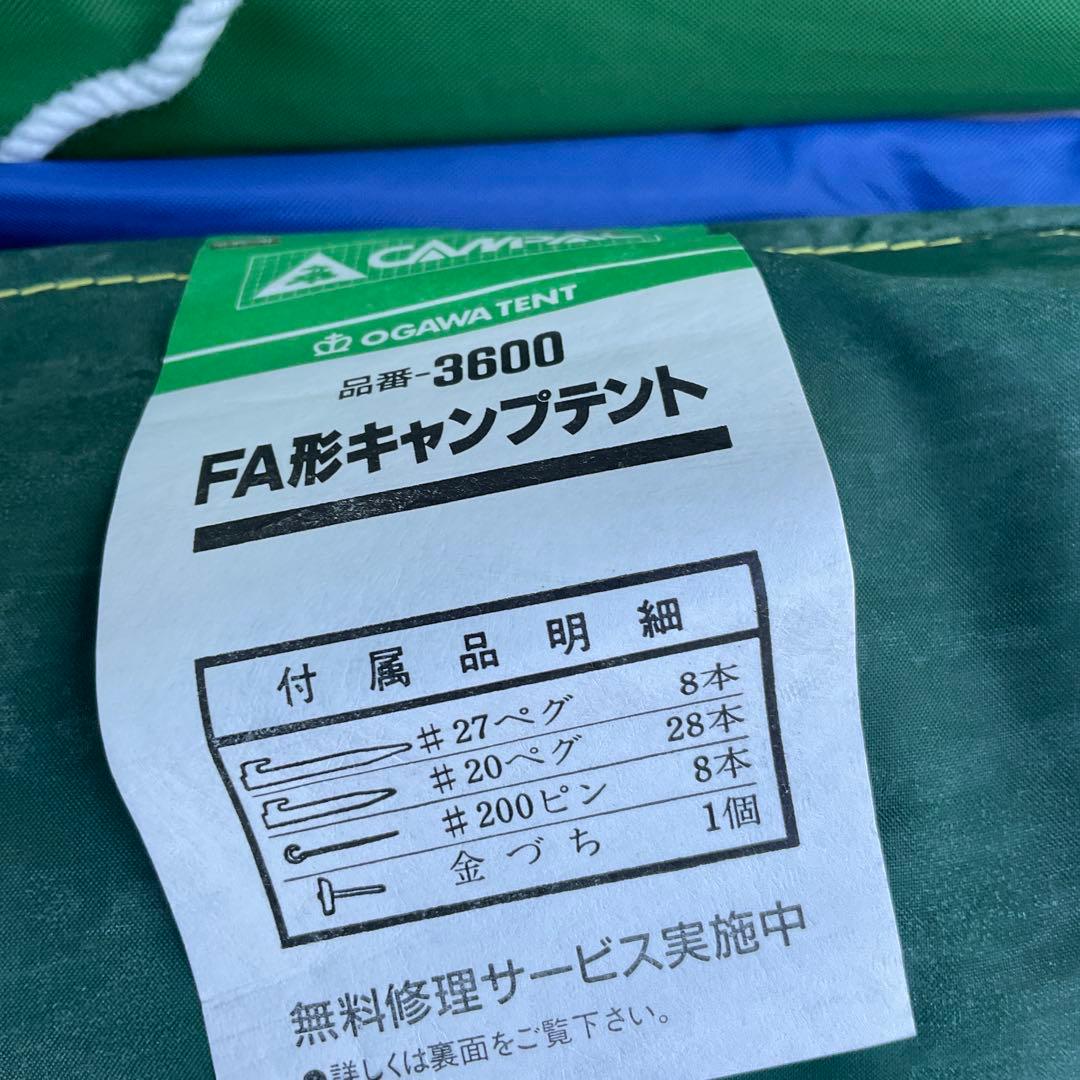 OGAWA TENT
品番-3600
FA形キャンプテント
付属品明細
#27ペグ 8本
#20ペグ 28本
#200ピン 8本
金づち 1個
無料修理サービス実施中
●詳しくは裏面をご覧下さい。